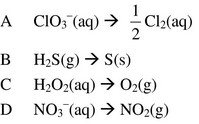 A ClO₃⁻(aq) → 1/2 Cl₂(aq)
B H₂S(g) → S(s)
C H₂O₂(aq) → O₂(g)
D NO₃⁻(aq) → NO₂(g)